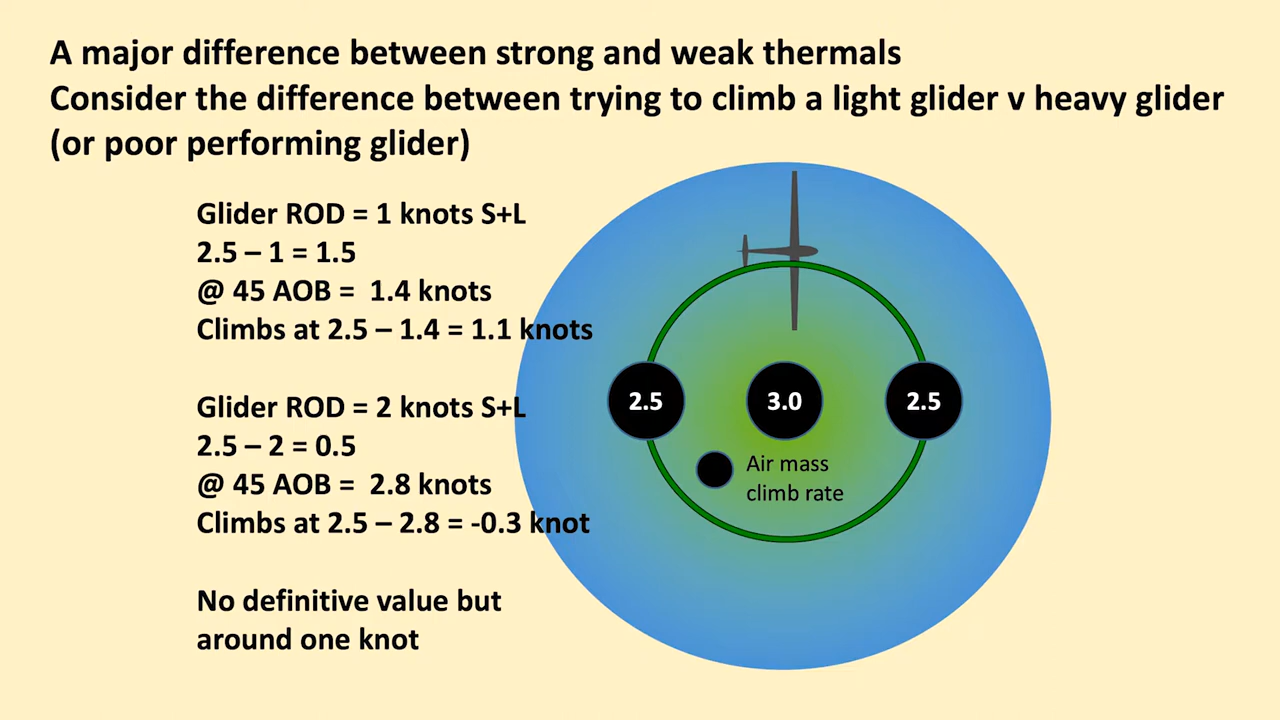 A major difference between strong and weak thermals
Consider the difference between trying to climb a light glider v heavy glider
(or poor performing glider)
Glider ROD = 1 knots S+L
2.5 – 1 = 1.5
@ 45 AOB =  1.4 knots
Climbs at 2.5 – 1.4 = 1.1 knots
Glider ROD = 2 knots S+L
2.5 – 2 = 0.5
@ 45 AOB =  2.8 knots
Climbs at 2.5 – 2.8 = -0.3 knot
No definitive value but
around one knot
2.5
3.0
2.5
Air mass
climb rate